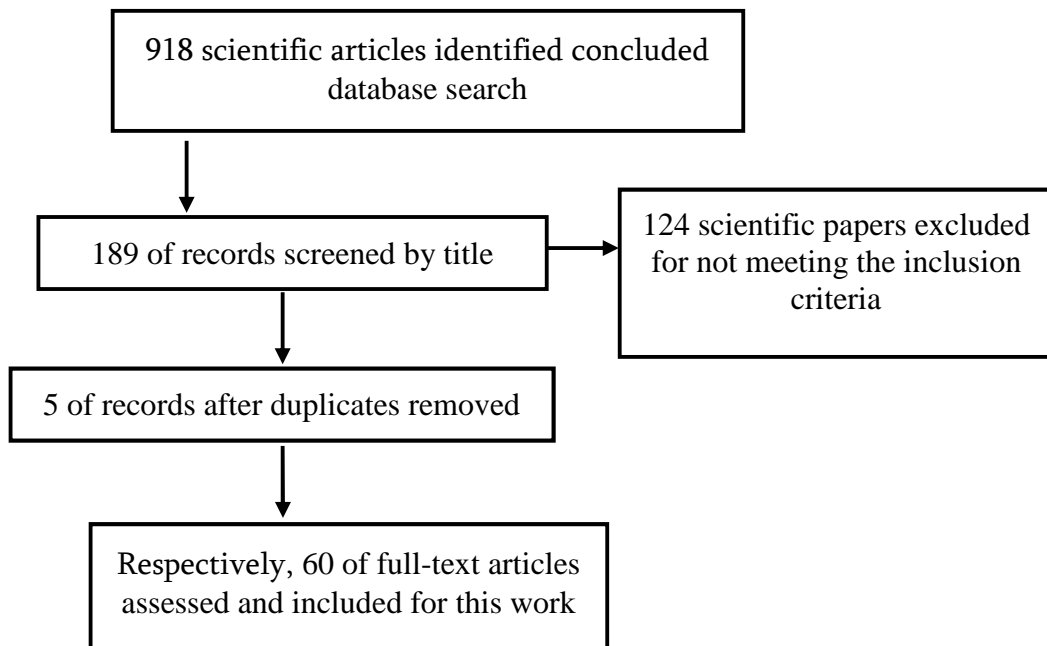 918 scientific articles identified concluded
database search
189 of records screened by title
124 scientific papers excluded
for not meeting the inclusion
criteria
5 of records after duplicates removed
Respectively, 60 of full-text articles
assessed and included for this work